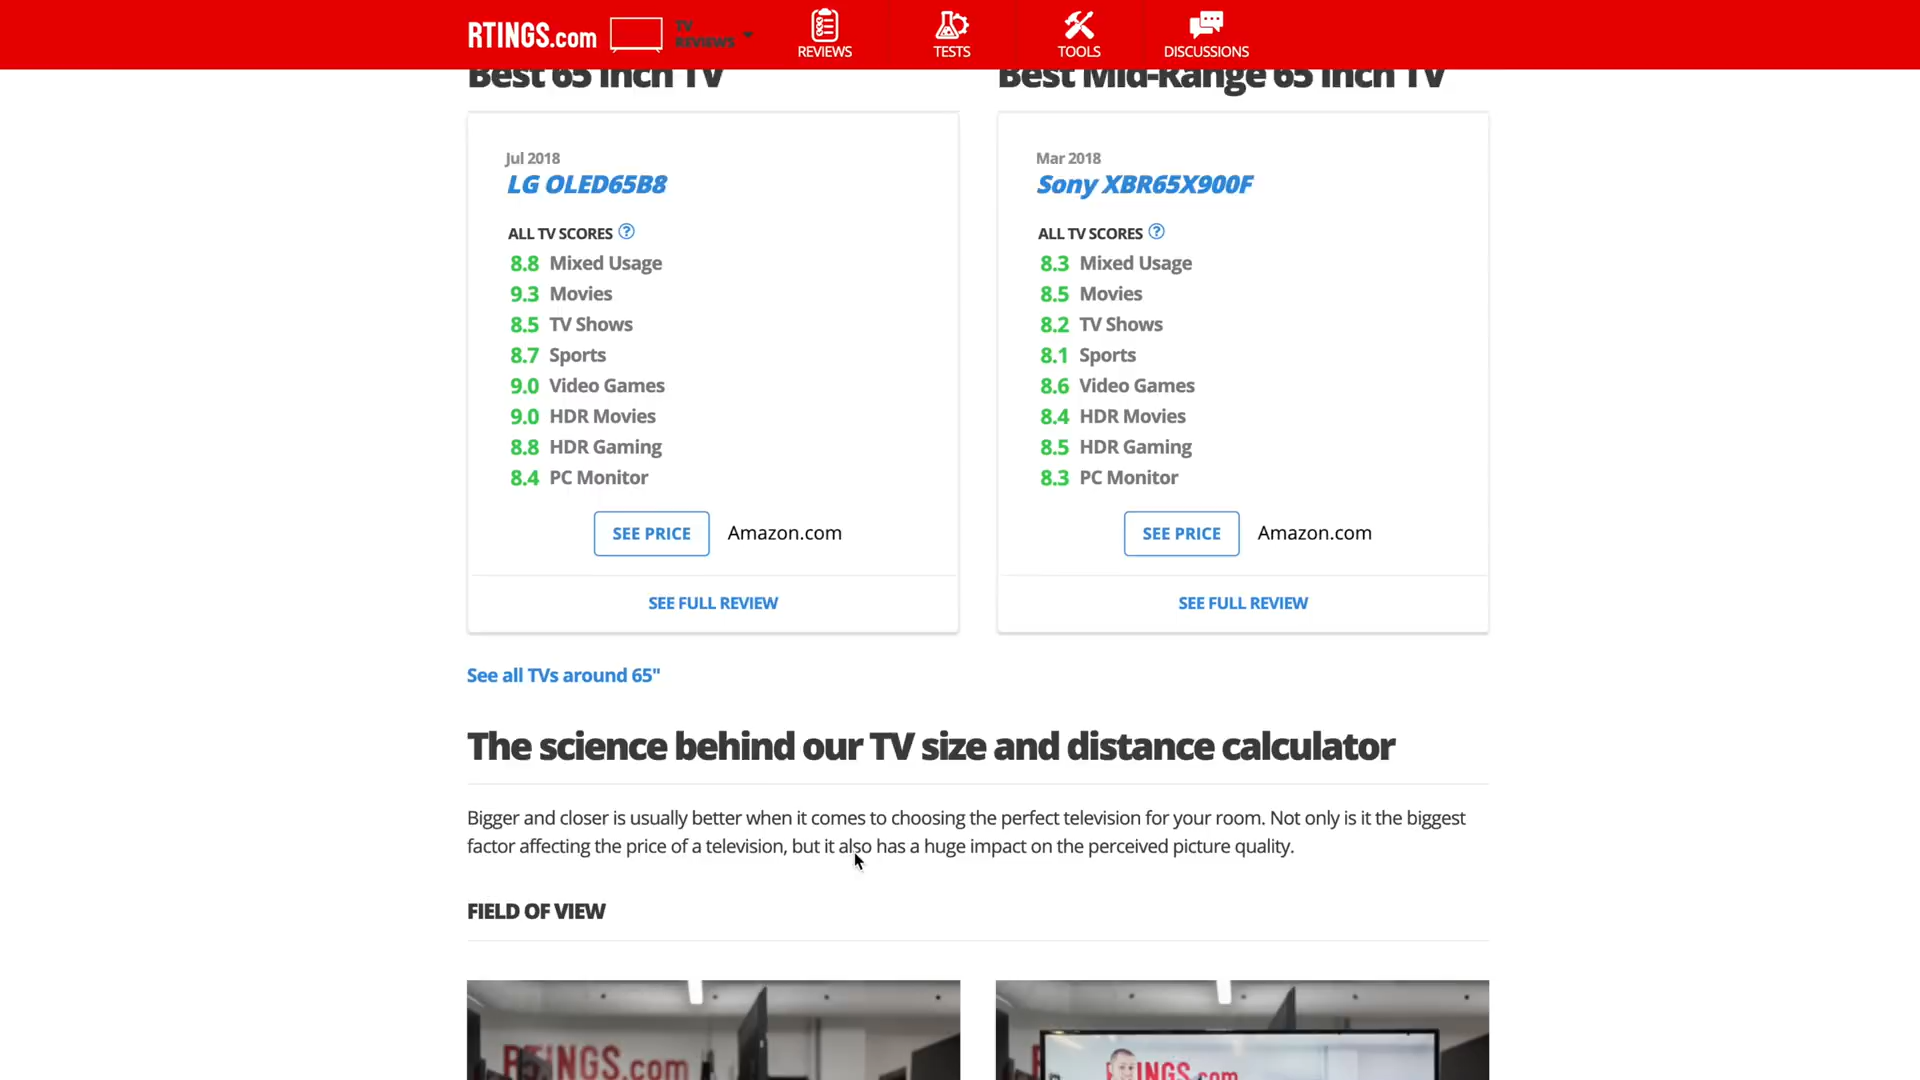 RTINGS.com
TV
REVIEWS
REVIEWS
TESTS
TOOLS
DISCUSSIONS
Best 65 Inch TV
Best Mid-Range 65 Inch TV
Jul 2018
LG OLED65B8
ALL TV SCORES ?
8.8 Mixed Usage
9.3 Movies
8.5 TV Shows
8.7 Sports
9.0 Video Games
9.0 HDR Movies
8.8 HDR Gaming
8.4 PC Monitor
SEE PRICE Amazon.com
SEE FULL REVIEW
Mar 2018
Sony XBR65X900F
ALL TV SCORES ?
8.3 Mixed Usage
8.5 Movies
8.2 TV Shows
8.1 Sports
8.6 Video Games
8.4 HDR Movies
8.5 HDR Gaming
8.3 PC Monitor
SEE PRICE Amazon.com
SEE FULL REVIEW
See all TVs around 65"
The science behind our TV size and distance calculator
Bigger and closer is usually better when it comes to choosing the perfect television for your room. Not only is it the biggest
factor affecting the price of a television, but it also has a huge impact on the perceived picture quality.
FIELD OF VIEW
RTINGS.com
INGS.com